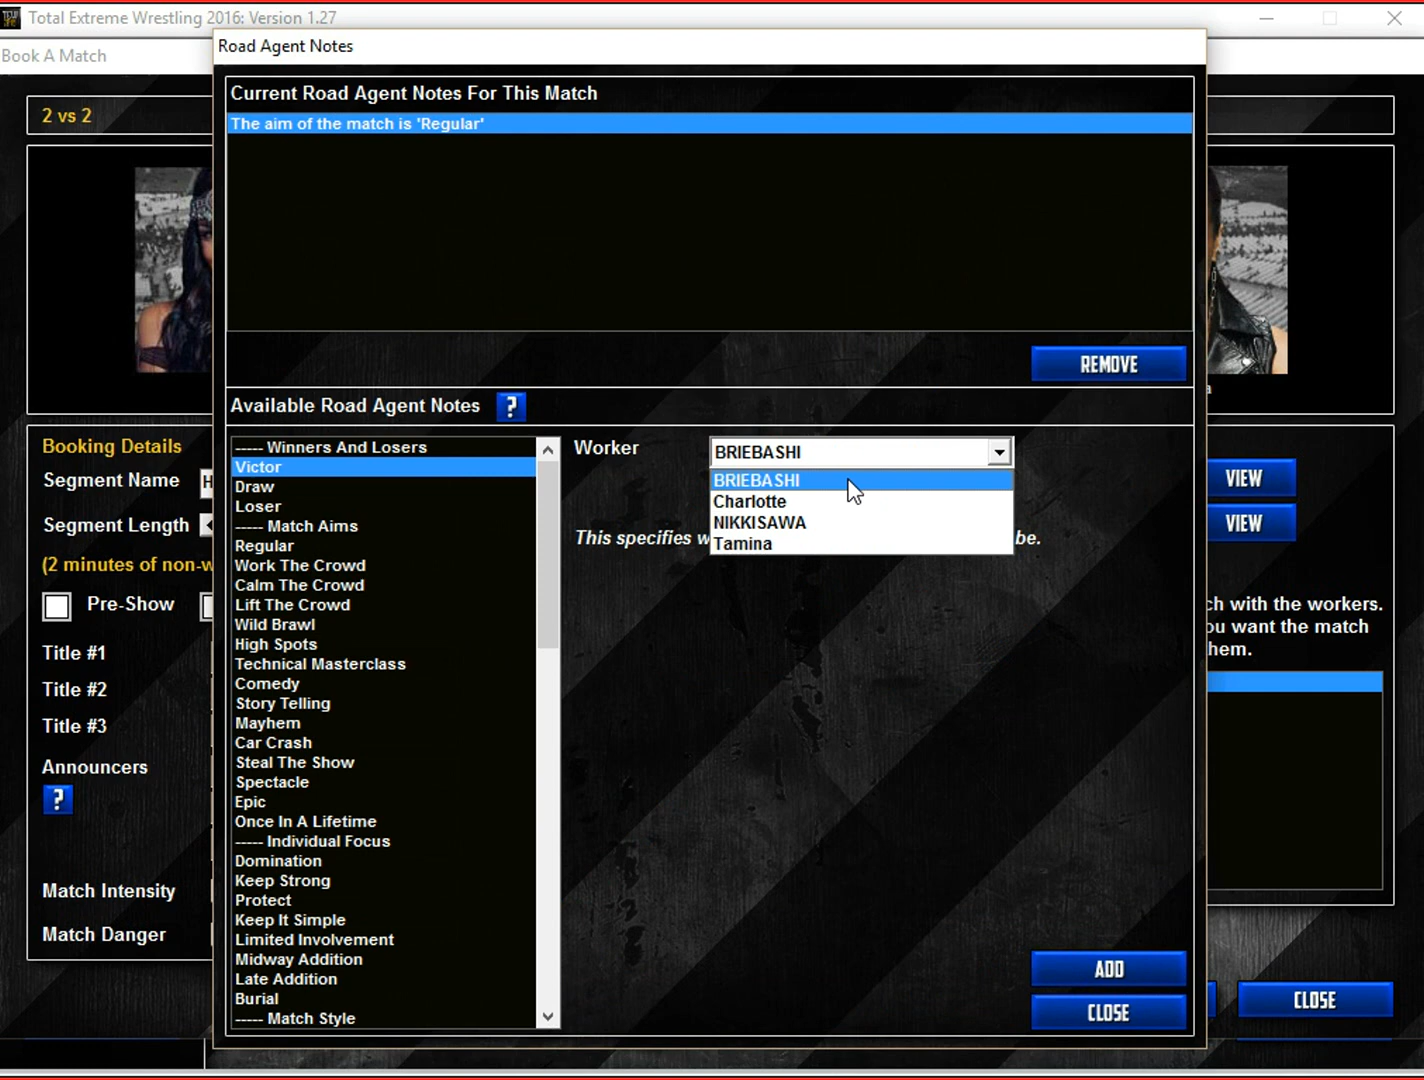 Total Extreme Wrestling 2016: Version 1.27
Book A Match
Road Agent Notes
2 vs 2
Current Road Agent Notes For This Match
The aim of the match is 'Regular'
REMOVE
Available Road Agent Notes ?
----- Winners And Losers
Victor
Draw
Loser
----- Match Aims
Regular
Work The Crowd
Calm The Crowd
Lift The Crowd
Wild Brawl
High Spots
Technical Masterclass
Comedy
Story Telling
Mayhem
Car Crash
Steal The Show
Spectacle
Epic
Once In A Lifetime
----- Individual Focus
Domination
Keep Strong
Protect
Keep It Simple
Limited Involvement
Midway Addition
Late Addition
Burial
----- Match Style
Worker
BRIEBASHI
BRIEBASHI
Charlotte
NIKKISAWA
Tamina
This specifies be.
ADD
CLOSE
Booking Details
Segment Name H
Segment Length
(2 minutes of
Pre-Show
Title #1
Title #2
Title #3
Announcers
?
Match Intensity
Match Danger
VIEW
VIEW
with the workers.
want the match
CLOSE